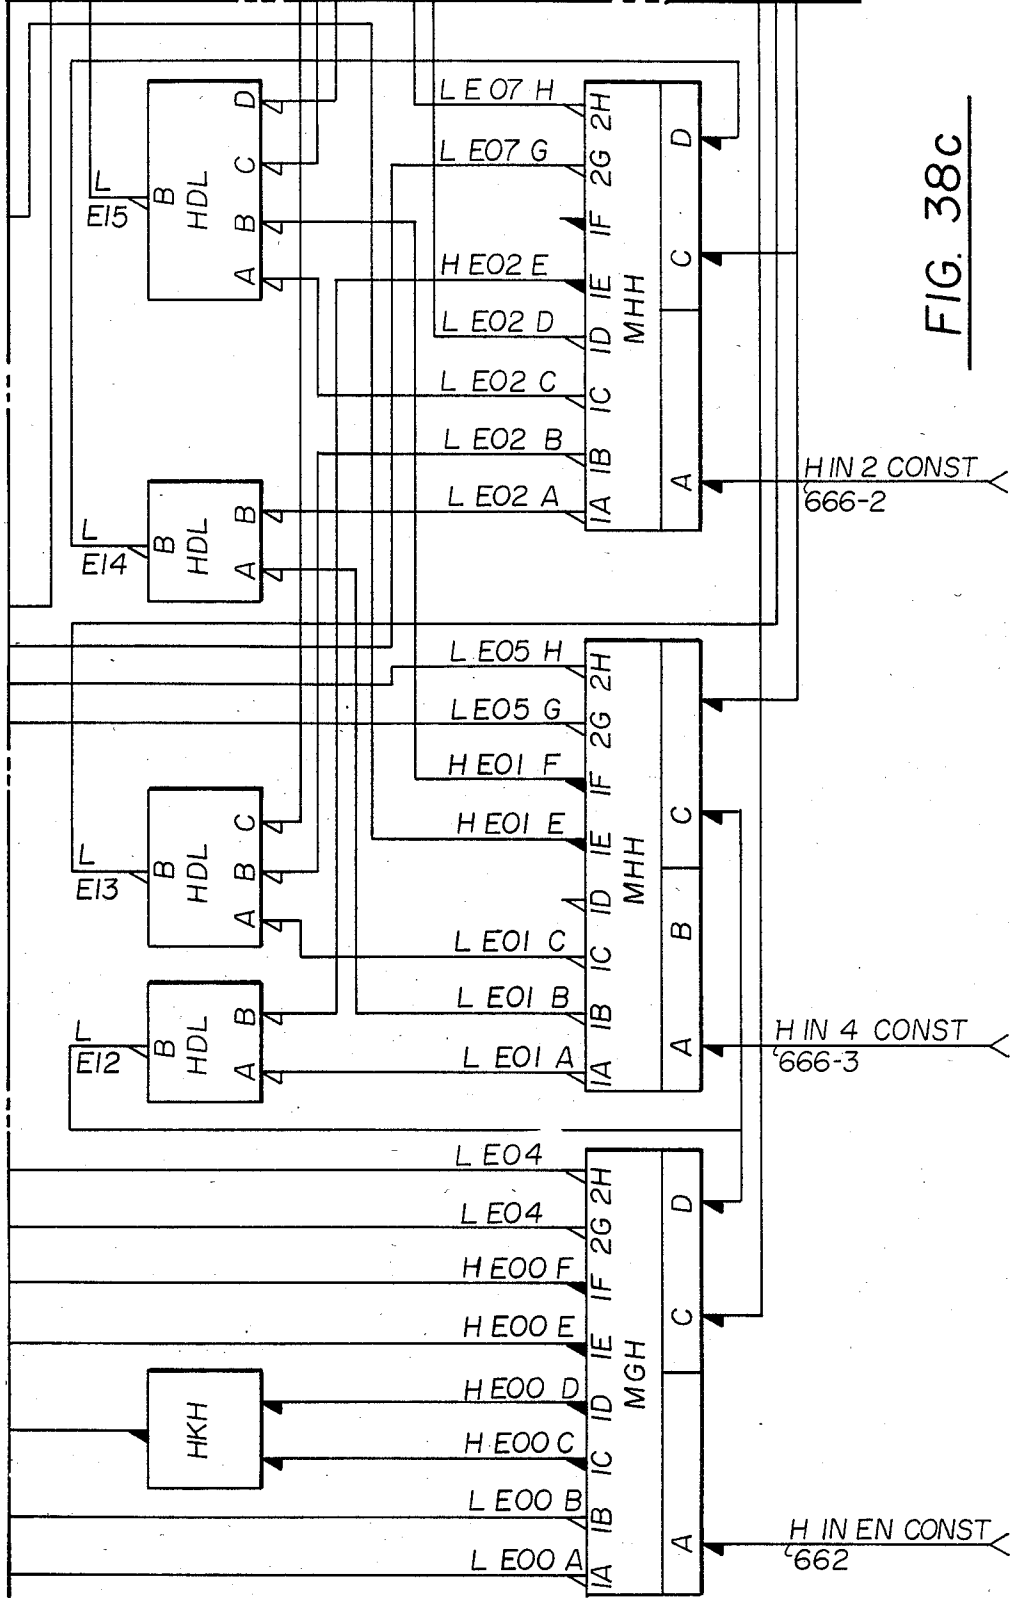 L E07 H
L E07 G
H E02 E
L E02 D
L E02 C
L E02 B
L E02 A
D
C
B
A
B
HDL
L
E15
2H
2G
1F
1E
1D
1C
1B
1A
MHH
D
C
A
FIG. 38c
H IN 2 CONST
666-2
L
E14
B
HDL
B
A
L E05 H
L E05 G
H E01 F
H E01 E
L E01 C
L E01 B
L E01 A
2H
2G
1F
1E
1D
1C
1B
1A
MHH
C
B
A
L
E13
B
HDL
C
B
A
L
E12
B
HDL
B
A
H IN 4 CONST
666-3
L E04
L E04
H E00 F
H E00 E
H E00 D
H E00 C
L E00 B
L E00 A
2H
2G
1F
1E
1D
1C
1B
1A
MGH
D
C
A
HKH
H IN EN CONST
662